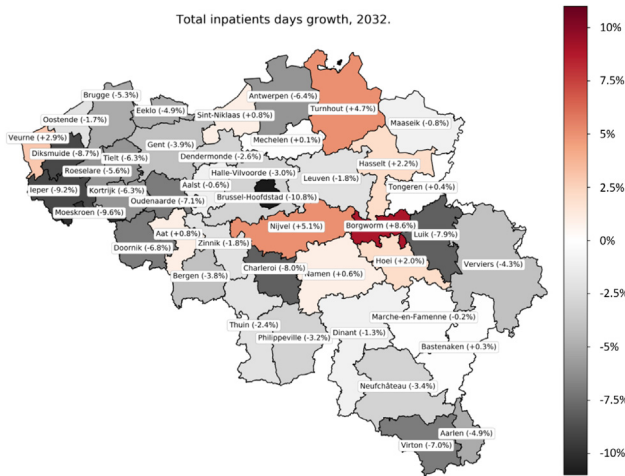 Total inpatients days growth, 2032.
Brugge (-5.3%)
Antwerpen (-6.4%)
Eeklo (-4.9%)
Turnhout (+4.7%)
Oostende (-1.7%)
Sint-Niklaas (+0.8%)
Maaseik (-0.8%)
Veurne (+2.9%)
Mechelen (+0.1%)
Gent (-3.9%)
Diksmuide (-8.7%)
Tielt (-6.3%)
Dendermonde (-2.6%)
Hasselt (+2.2%)
Roeselare (-5.6%)
Halle-Vilvoorde (-3.0%)
Leuven (-1.8%)
Aalst (-0.6%)
Tongeren (+0.4%)
Ieper (-9.2%)
Kortrijk (-6.3%)
Brussel-Hoofdstad (-10.8%)
Oudenaarde (-7.1%)
Moeskroen (-9.6%)
Nijvel (+5.1%)
Borgworm (+8.6%)
Aat (+0.8%)
Luik (-7.9%)
Zinnik (-1.8%)
Doornik (-6.8%)
Hoei (+2.0%)
Verviers (-4.3%)
Charleroi (-8.0%)
Namen (+0.6%)
Bergen (-3.8%)
Marche-en-Famenne (-0.2%)
Thuin (-2.4%)
Dinant (-1.3%)
Philippeville (-3.2%)
Bastenaken (+0.3%)
Neufchâteau (-3.4%)
Aarlen (-4.9%)
Virton (-7.0%)
10%
7.5%
5%
2.5%
0%
-2.5%
-5%
-7.5%
-10%